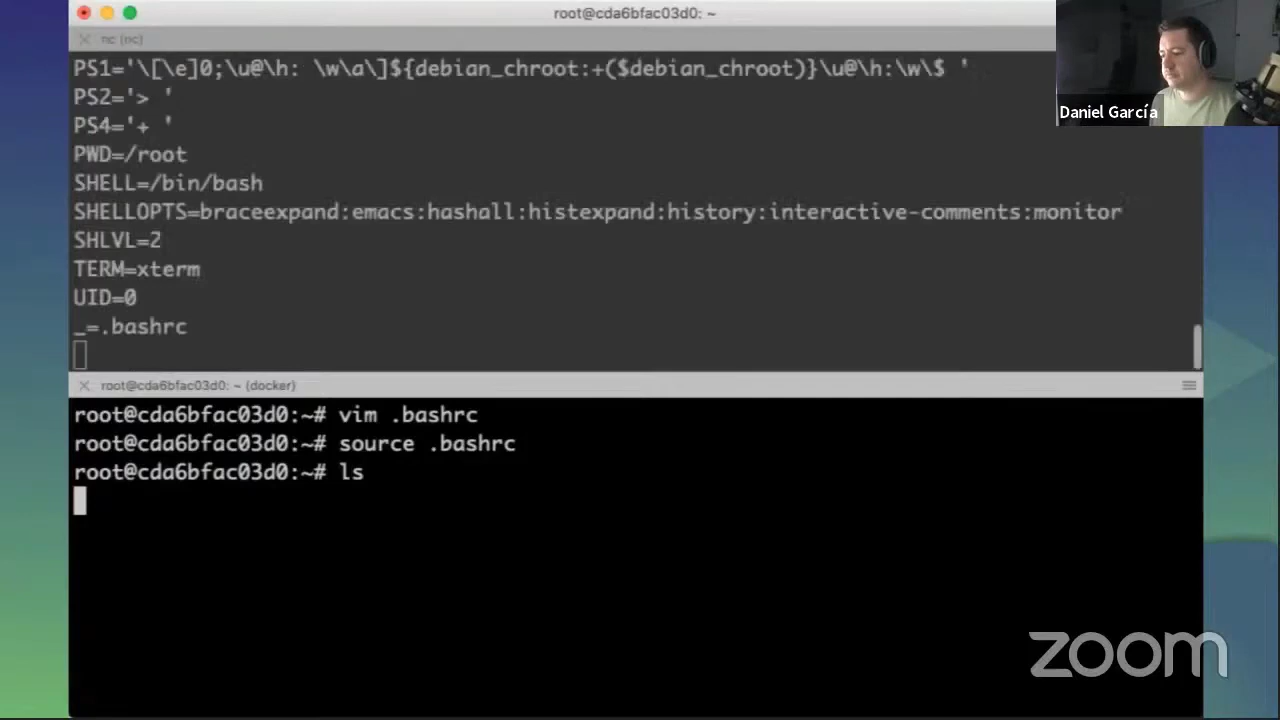 root@cda6bfac03d0: ~
nc (nc)
PS1='\[\e]0;\u@\h: \w\a\]${debian_chroot:+($debian_chroot)}\u@\h:\w\$ '
PS2='> '
PS4='+ '
PWD=/root
SHELL=/bin/bash
SHELLOPTS=braceexpand:emacs:hashall:histexpand:history:interactive-comments:monitor
SHLVL=2
TERM=xterm
UID=0
_=.bashrc
Daniel García
root@cda6bfac03d0: ~ (docker)
root@cda6bfac03d0:~# vim .bashrc
root@cda6bfac03d0:~# source .bashrc
root@cda6bfac03d0:~# ls
zoom